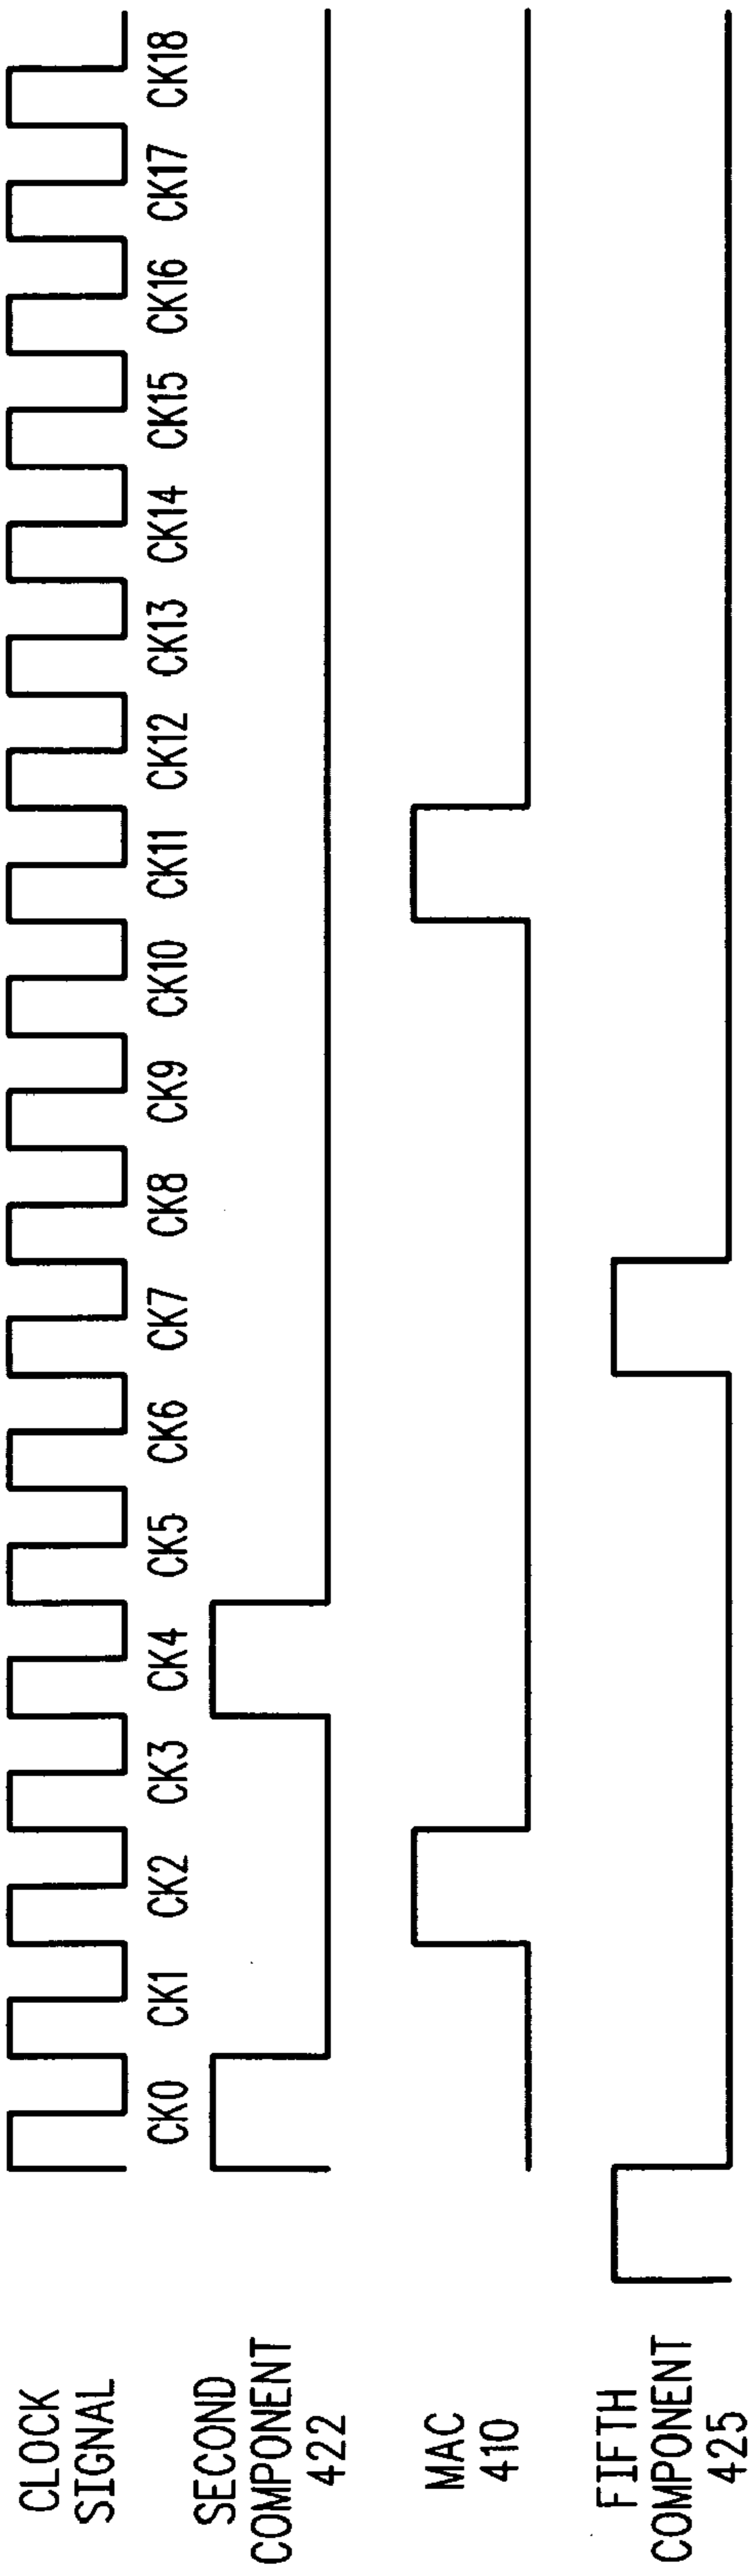 CLOCK
SIGNAL
CK0 CK1 CK2 CK3 CK4 CK5 CK6 CK7 CK8 CK9 CK10 CK11 CK12 CK13 CK14 CK15 CK16 CK17 CK18
SECOND
COMPONENT
422
MAC
410
FIFTH
COMPONENT
425